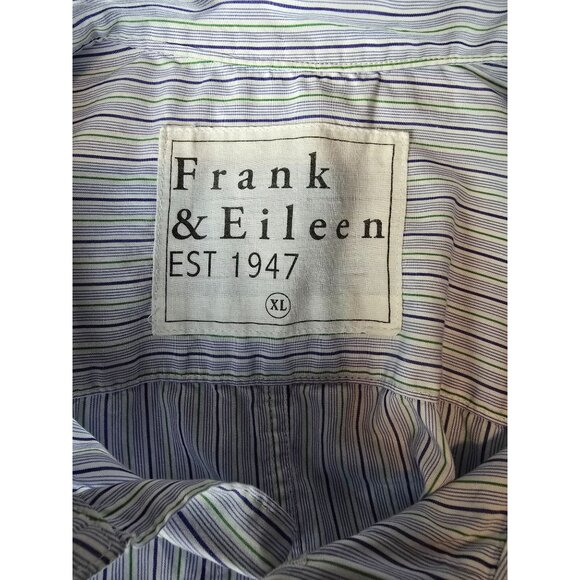 Frank
&Eileen
EST 1947
XL